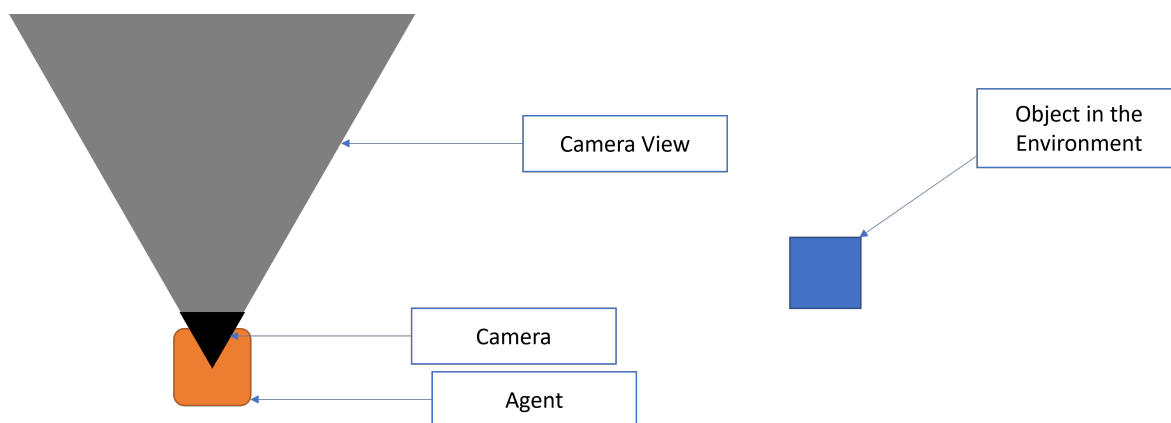 Object in the
Environment
Camera View
Camera
Agent